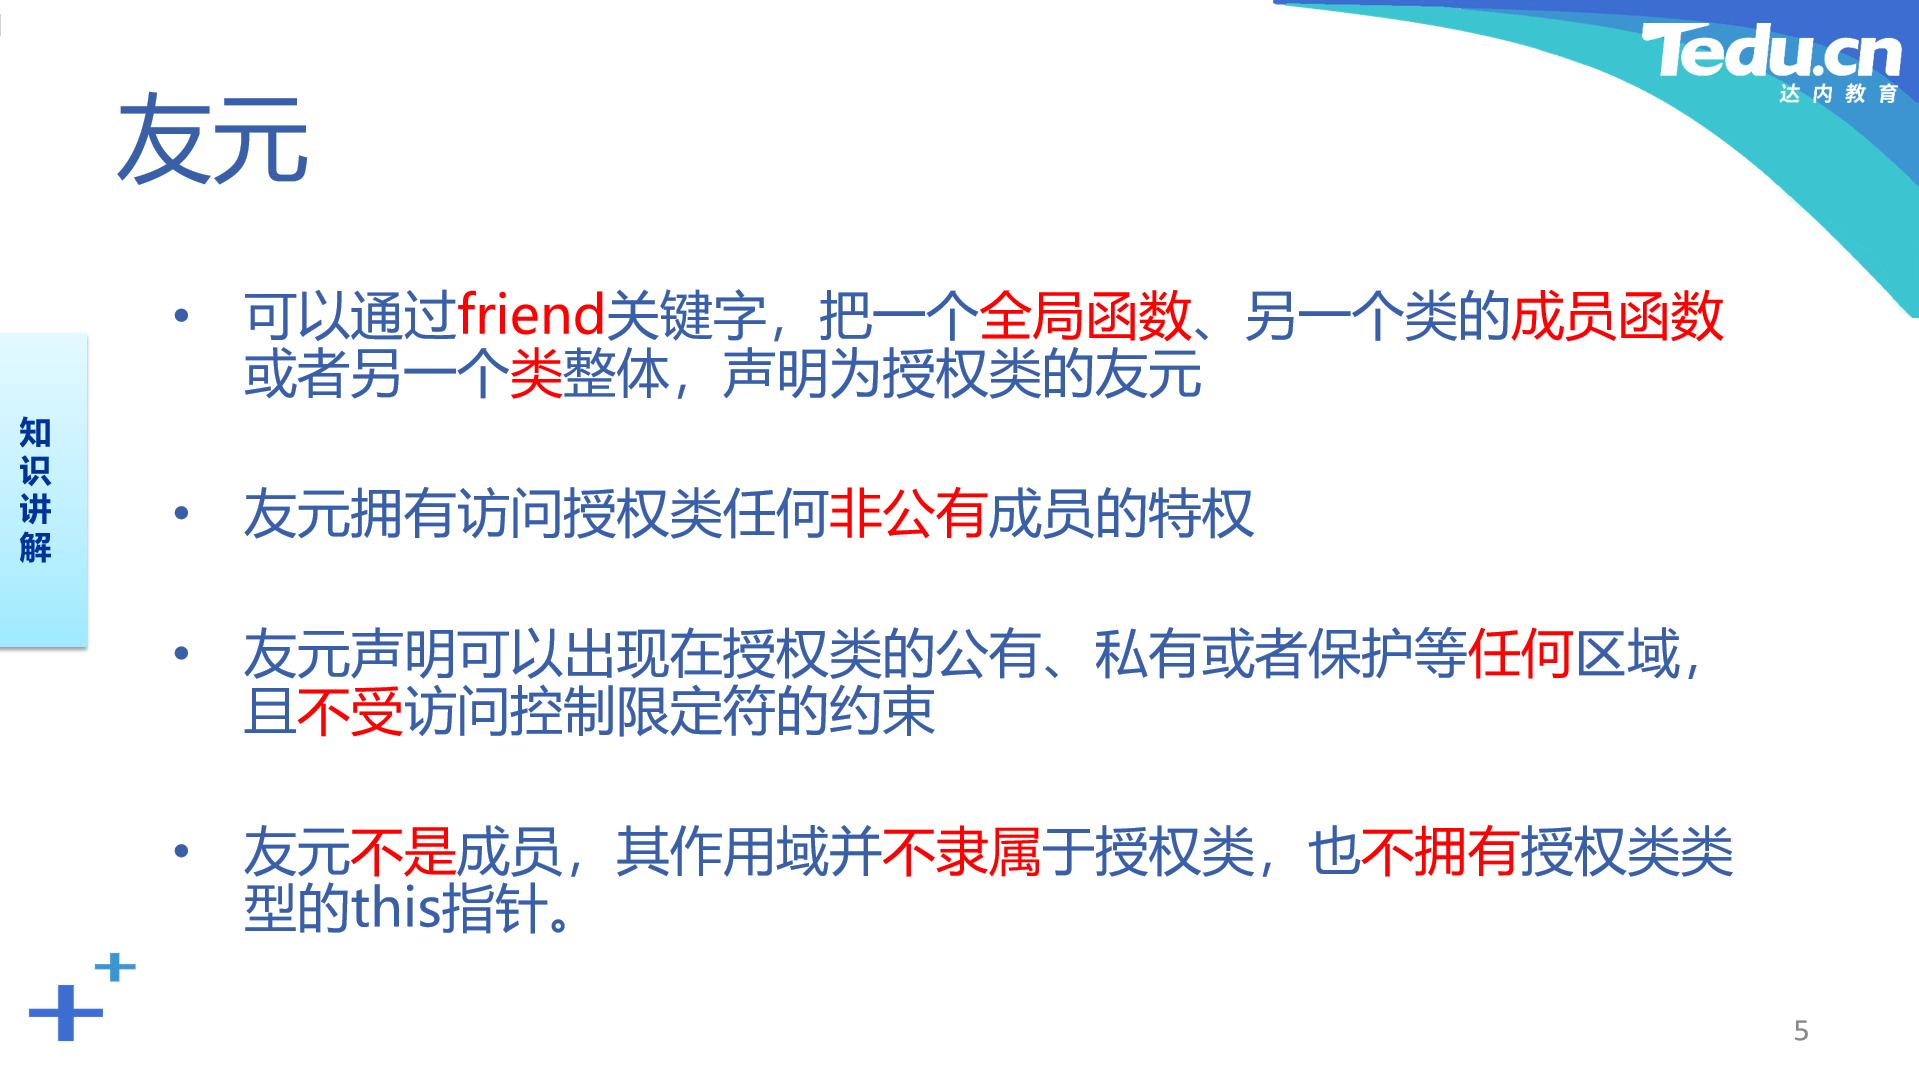 Tedu.cn
达内教育
友元
可以通过friend关键字，把一个全局函数、另一个类的成员函数
或者另一个类整体，声明为授权类的友元
友元拥有访问授权类任何非公有成员的特权
知识讲解
友元声明可以出现在授权类的公有、私有或者保护等任何区域，
且不受访问控制限定符的约束
友元不是成员，其作用域并不隶属于授权类，也不拥有授权类类
型的this指针。
5